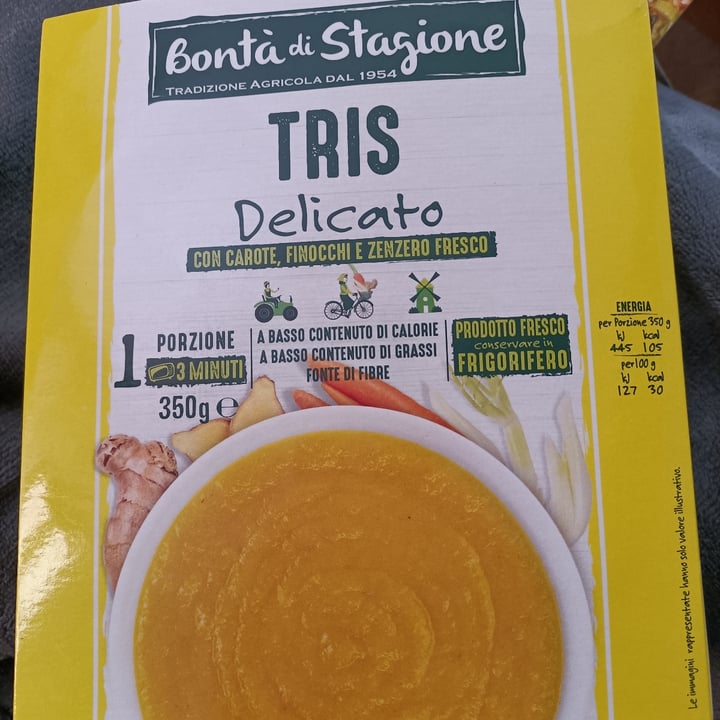 Bontà di Stagione
TRADIZIONE AGRICOLA DAL 1954
TRIS
Delicato
CON CAROTE, FINOCCHI E ZENZERO FRESCO
1 PORZIONE
3 MINUTI
350g e
A BASSO CONTENUTO DI CALORIE
A BASSO CONTENUTO DI GRASSI
FONTE DI FIBRE
PRODOTTO FRESCO
conservare in
FRIGORIFERO
ENERGIA
per Porzione 350 g
kJ kcal
445 105
per 100 g
kJ kcal
127 30
Le immagini rappresentate hanno solo valore illustrativo.